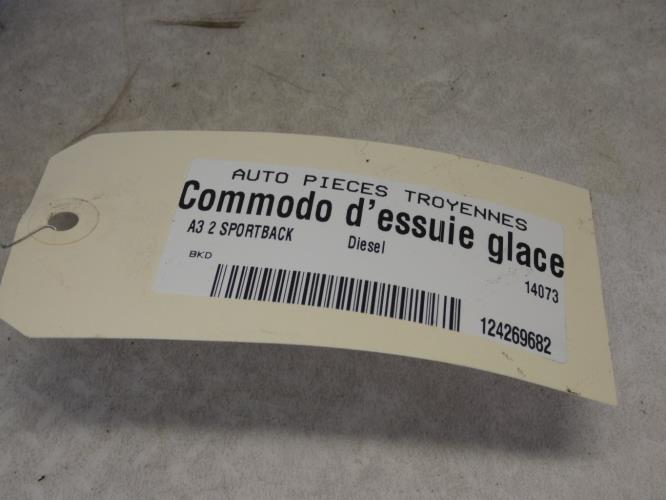 AUTO PIECES TROYENNES
Commodo d'essuie glace
A3 2 SPORTBACK Diesel
BKD 14073
124269682